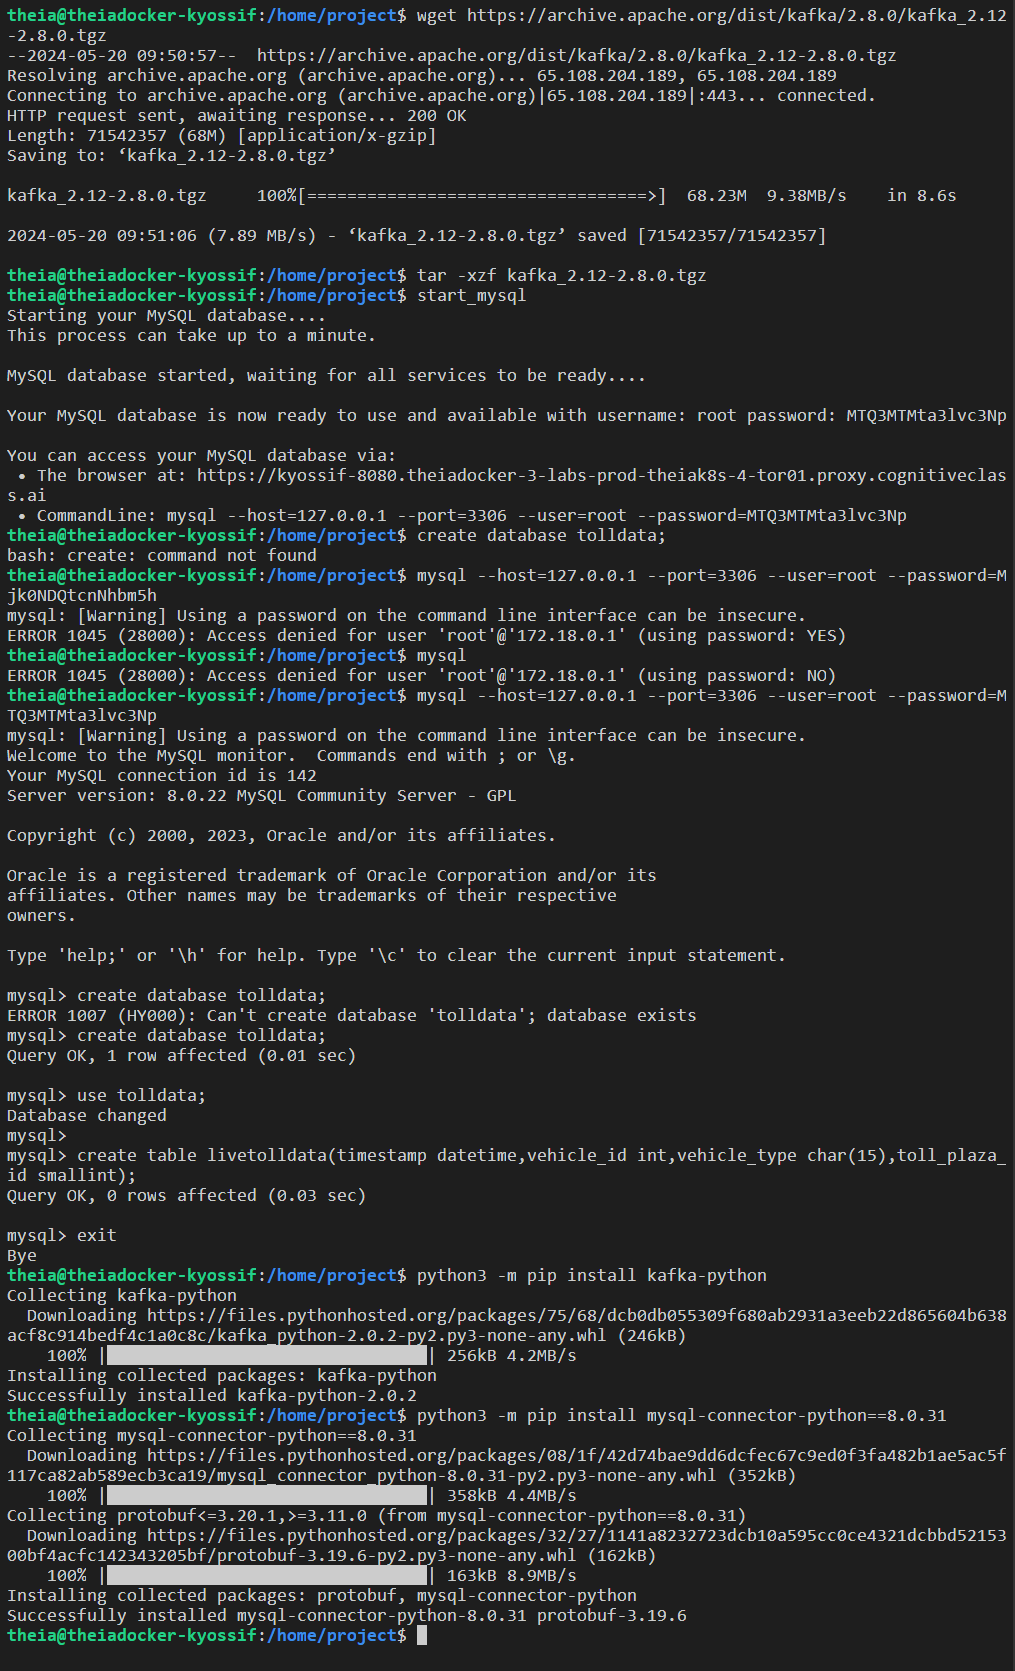 theia@theiadocker-kyossif:/home/project$ wget https://archive.apache.org/dist/kafka/2.8.0/kafka_2.12
-2.8.0.tgz
--2024-05-20 09:50:57--  https://archive.apache.org/dist/kafka/2.8.0/kafka_2.12-2.8.0.tgz
Resolving archive.apache.org (archive.apache.org)... 65.108.204.189, 65.108.204.189
Connecting to archive.apache.org (archive.apache.org)|65.108.204.189|:443... connected.
HTTP request sent, awaiting response... 200 OK
Length: 71542357 (68M) [application/x-gzip]
Saving to: ‘kafka_2.12-2.8.0.tgz’
kafka_2.12-2.8.0.tgz     100%[==================================>]  68.23M  9.38MB/s    in 8.6s
2024-05-20 09:51:06 (7.89 MB/s) - ‘kafka_2.12-2.8.0.tgz’ saved [71542357/71542357]
theia@theiadocker-kyossif:/home/project$ tar -xzf kafka_2.12-2.8.0.tgz
theia@theiadocker-kyossif:/home/project$ start_mysql
Starting your MySQL database....
This process can take up to a minute.
MySQL database started, waiting for all services to be ready....
Your MySQL database is now ready to use and available with username: root password: MTQ3MTMta3lvc3Np
You can access your MySQL database via:
• The browser at: https://kyossif-8080.theiadocker-3-labs-prod-theiak8s-4-tor01.proxy.cognitiveclas
s.ai
• CommandLine: mysql --host=127.0.0.1 --port=3306 --user=root --password=MTQ3MTMta3lvc3Np
theia@theiadocker-kyossif:/home/project$ create database tolldata;
bash: create: command not found
theia@theiadocker-kyossif:/home/project$ mysql --host=127.0.0.1 --port=3306 --user=root --password=M
jk0NDQtcnNhbm5h
mysql: [Warning] Using a password on the command line interface can be insecure.
ERROR 1045 (28000): Access denied for user 'root'@'172.18.0.1' (using password: YES)
theia@theiadocker-kyossif:/home/project$ mysql
ERROR 1045 (28000): Access denied for user 'root'@'172.18.0.1' (using password: NO)
theia@theiadocker-kyossif:/home/project$ mysql --host=127.0.0.1 --port=3306 --user=root --password=M
TQ3MTMta3lvc3Np
mysql: [Warning] Using a password on the command line interface can be insecure.
Welcome to the MySQL monitor.  Commands end with ; or \g.
Your MySQL connection id is 142
Server version: 8.0.22 MySQL Community Server - GPL
Copyright (c) 2000, 2023, Oracle and/or its affiliates.
Oracle is a registered trademark of Oracle Corporation and/or its
affiliates. Other names may be trademarks of their respective
owners.
Type 'help;' or '\h' for help. Type '\c' to clear the current input statement.
mysql> create database tolldata;
ERROR 1007 (HY000): Can't create database 'tolldata'; database exists
mysql> create database tolldata;
Query OK, 1 row affected (0.01 sec)
mysql> use tolldata;
Database changed
mysql>
mysql> create table livetolldata(timestamp datetime,vehicle_id int,vehicle_type char(15),toll_plaza_
id smallint);
Query OK, 0 rows affected (0.03 sec)
mysql> exit
Bye
theia@theiadocker-kyossif:/home/project$ python3 -m pip install kafka-python
Collecting kafka-python
  Downloading https://files.pythonhosted.org/packages/75/68/dcb0db055309f680ab2931a3eeb22d865604b638
acf8c914bedf4c1a0c8c/kafka_python-2.0.2-py2.py3-none-any.whl (246kB)
100% |████████████████████████████████| 256kB 4.2MB/s
Installing collected packages: kafka-python
Successfully installed kafka-python-2.0.2
theia@theiadocker-kyossif:/home/project$ python3 -m pip install mysql-connector-python==8.0.31
Collecting mysql-connector-python==8.0.31
  Downloading https://files.pythonhosted.org/packages/08/1f/42d74bae9dd6dcfec67c9ed0f3fa482b1ae5ac5f
117ca82ab589ecb3ca19/mysql_connector_python-8.0.31-py2.py3-none-any.whl (352kB)
100% |████████████████████████████████| 358kB 4.4MB/s
Collecting protobuf<=3.20.1,>=3.11.0 (from mysql-connector-python==8.0.31)
  Downloading https://files.pythonhosted.org/packages/32/27/1141a8232723dcb10a595cc0ce4321dcbbd52153
00bf4acfc142343205bf/protobuf-3.19.6-py2.py3-none-any.whl (162kB)
100% |████████████████████████████████| 163kB 8.9MB/s
Installing collected packages: protobuf, mysql-connector-python
Successfully installed mysql-connector-python-8.0.31 protobuf-3.19.6
theia@theiadocker-kyossif:/home/project$